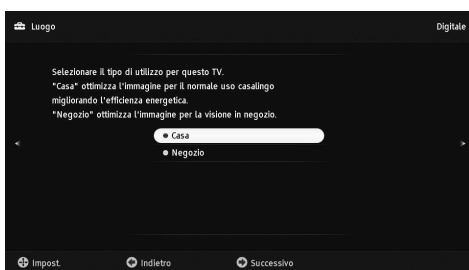 Luogo
Digitale
Selezionare il tipo di utilizzo per questo TV.
"Casa" ottimizza l'immagine per il normale uso casalingo
migliorando l'efficienza energetica.
"Negozio" ottimizza l'immagine per la visione in negozio.
Casa
Negozio
Impost. Indietro Successivo